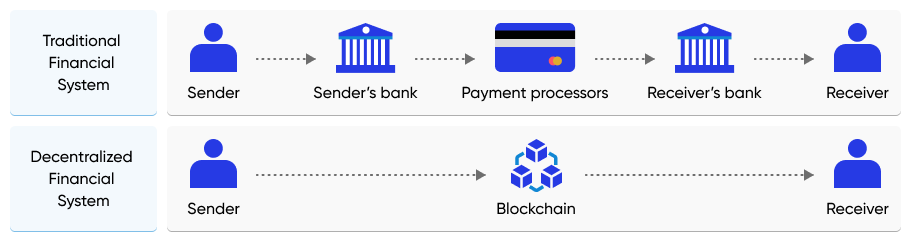 Traditional
Financial
System
Sender
Sender's bank
Payment processors
Receiver's bank
Receiver
Decentralized
Financial
System
Sender
Blockchain
Receiver